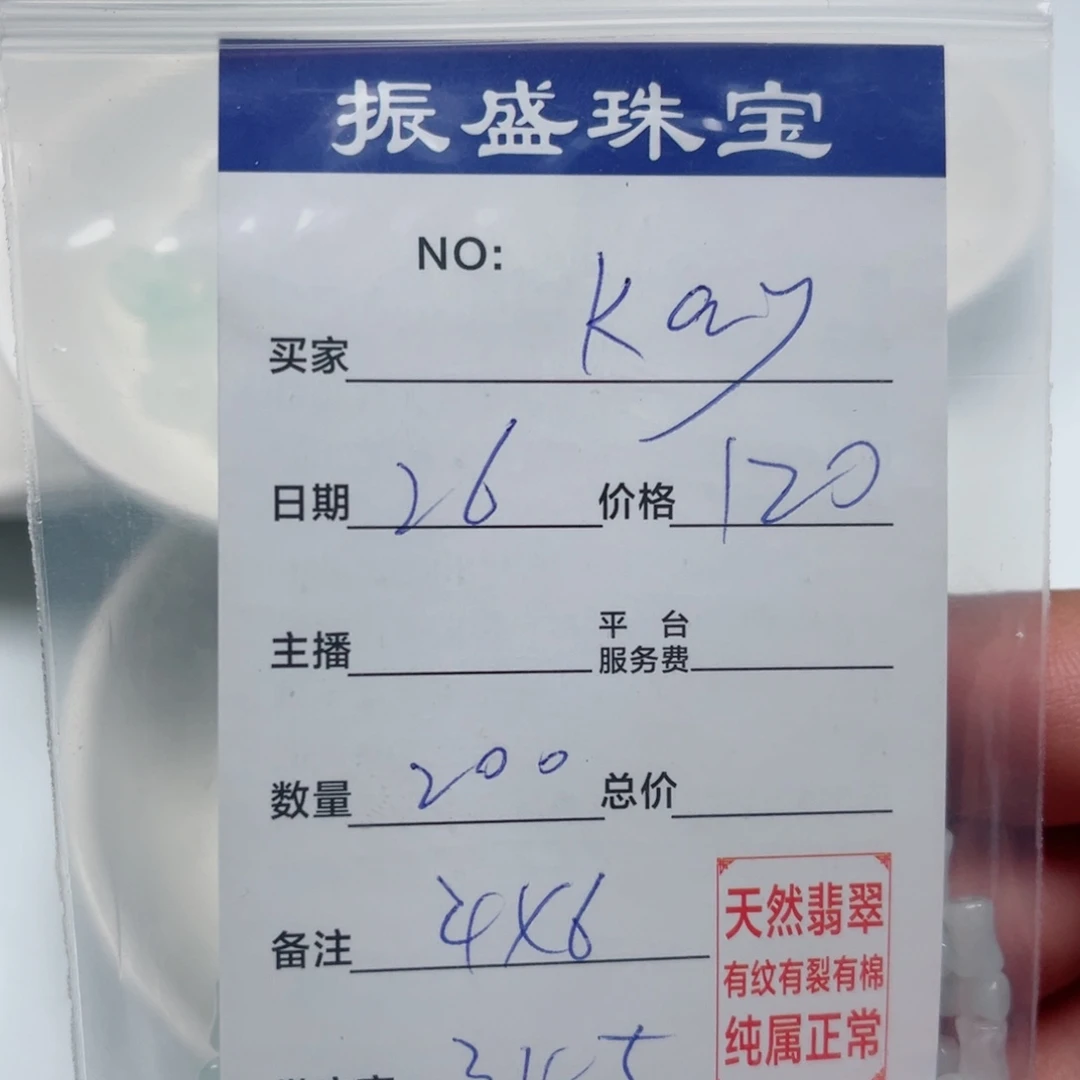 振盛珠宝
NO:
买家 Kay
日期 26 价格 120
主播 平台服务费
数量 200 总价
备注 4X6
天然翡翠
有纹有裂有棉
纯属正常